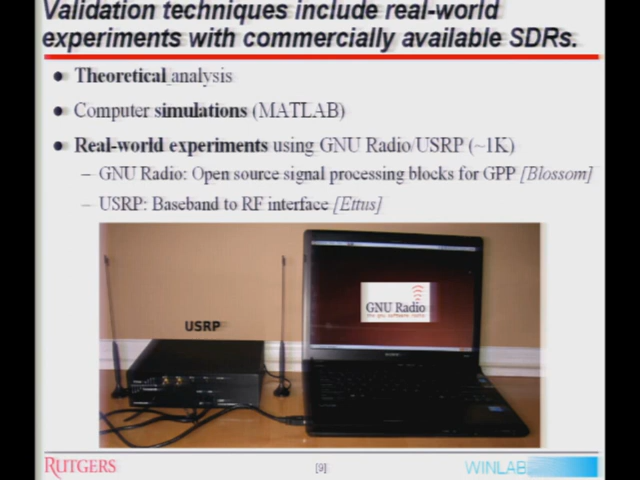 Validation techniques include real-world
experiments with commercially available SDRs.
Theoretical analysis
Computer simulations (MATLAB)
Real-world experiments using GNU Radio/USRP (~1K)
– GNU Radio: Open source signal processing blocks for GPP [Blossom]
– USRP: Baseband to RF interface [Ettus]
USRP
GNU Radio
RUTGERS
[9]
WINLAB